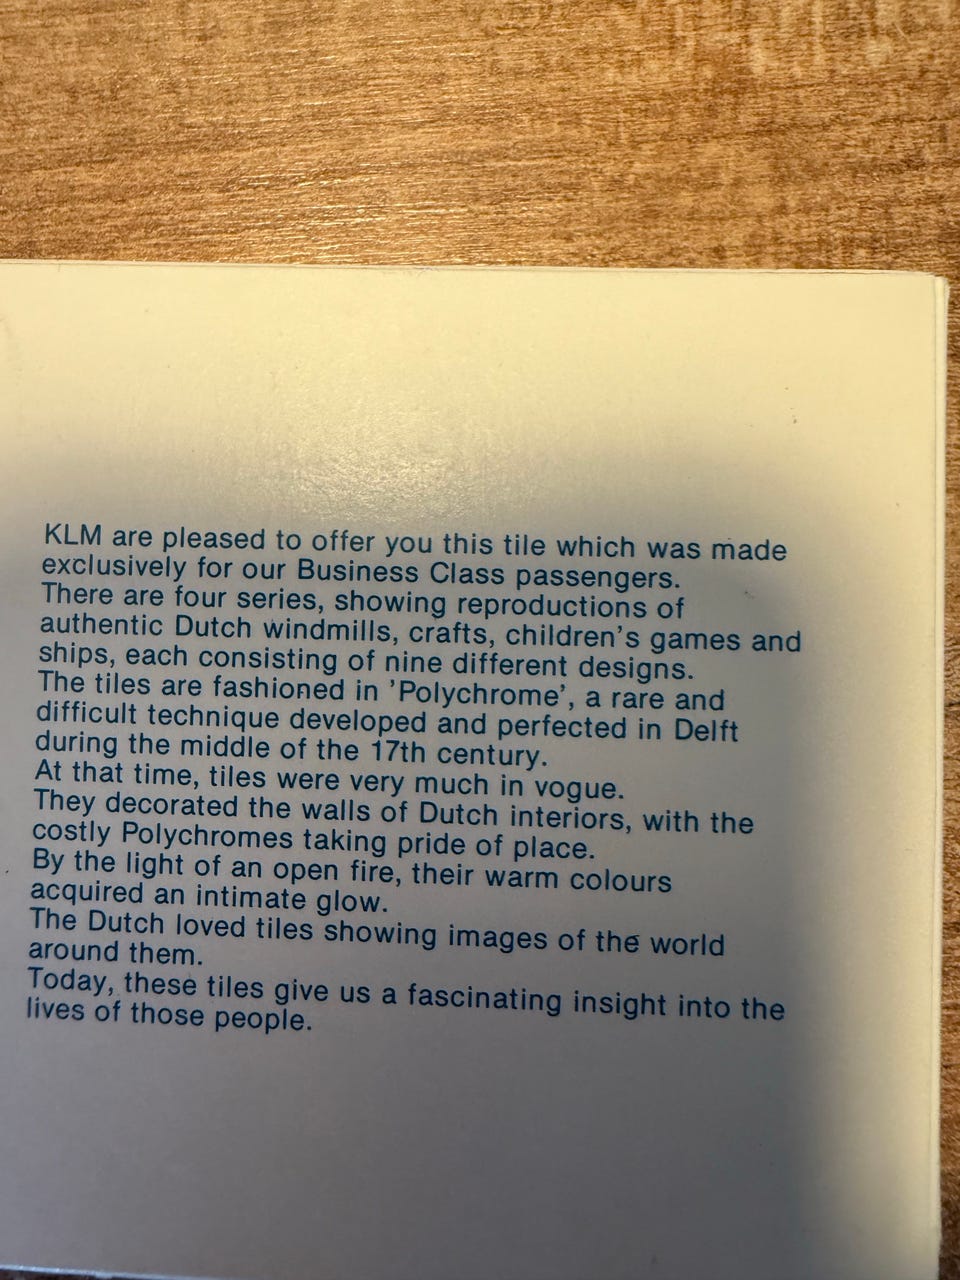 KLM are pleased to offer you this tile which was made
exclusively for our Business Class passengers.
There are four series, showing reproductions of
authentic Dutch windmills, crafts, children's games and
ships, each consisting of nine different designs.
The tiles are fashioned in 'Polychrome', a rare and
difficult technique developed and perfected in Delft
during the middle of the 17th century.
At that time, tiles were very much in vogue.
They decorated the walls of Dutch interiors, with the
costly Polychromes taking pride of place.
By the light of an open fire, their warm colours
acquired an intimate glow.
The Dutch loved tiles showing images of the world
around them.
Today, these tiles give us a fascinating insight into the
lives of those people.